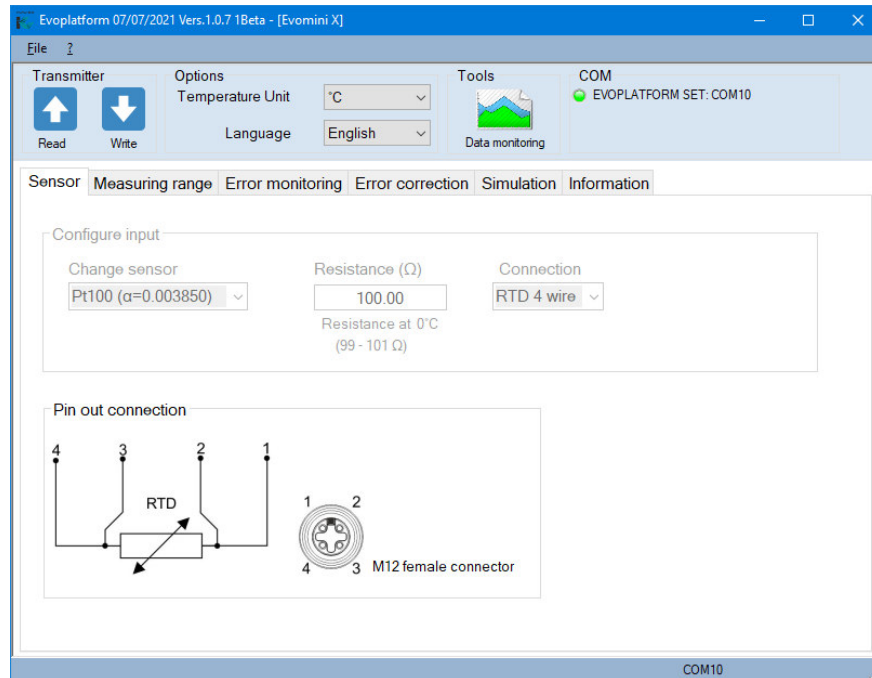 Evoplatform 07/07/2021 Vers.1.0.7 1Beta - [Evomini X]
File ?
Transmitter Options Tools COM
Temperature Unit °C EVOPLATFORM SET: COM10
Language English
Read Write Data monitoring
Sensor Measuring range Error monitoring Error correction Simulation Information
Configure input
Change sensor Resistance (Ω) Connection
Pt100 (α=0.003850) 100.00 RTD 4 wire
Resistance at 0°C
(99 - 101 Ω)
Pin out connection
4 3 2 1
RTD
1 2
4 3 M12 female connector
COM10